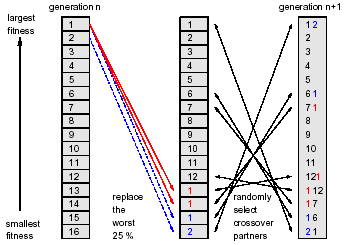 generation n
generation n+1
largest
fitness
1 1 1 2
2 2 2
3 3 3
4 4 4
5 5 5
6 6 6 1
7 7 7 1
8 8 8
9 9 9
10 10 10
11 11 11
12 12 12 1
13 1 1 12
14 1 1 7
15 1 1 6
16 2 2 1
replace
the
worst
25 %
randomly
select
crossover
partners
smallest
fitness